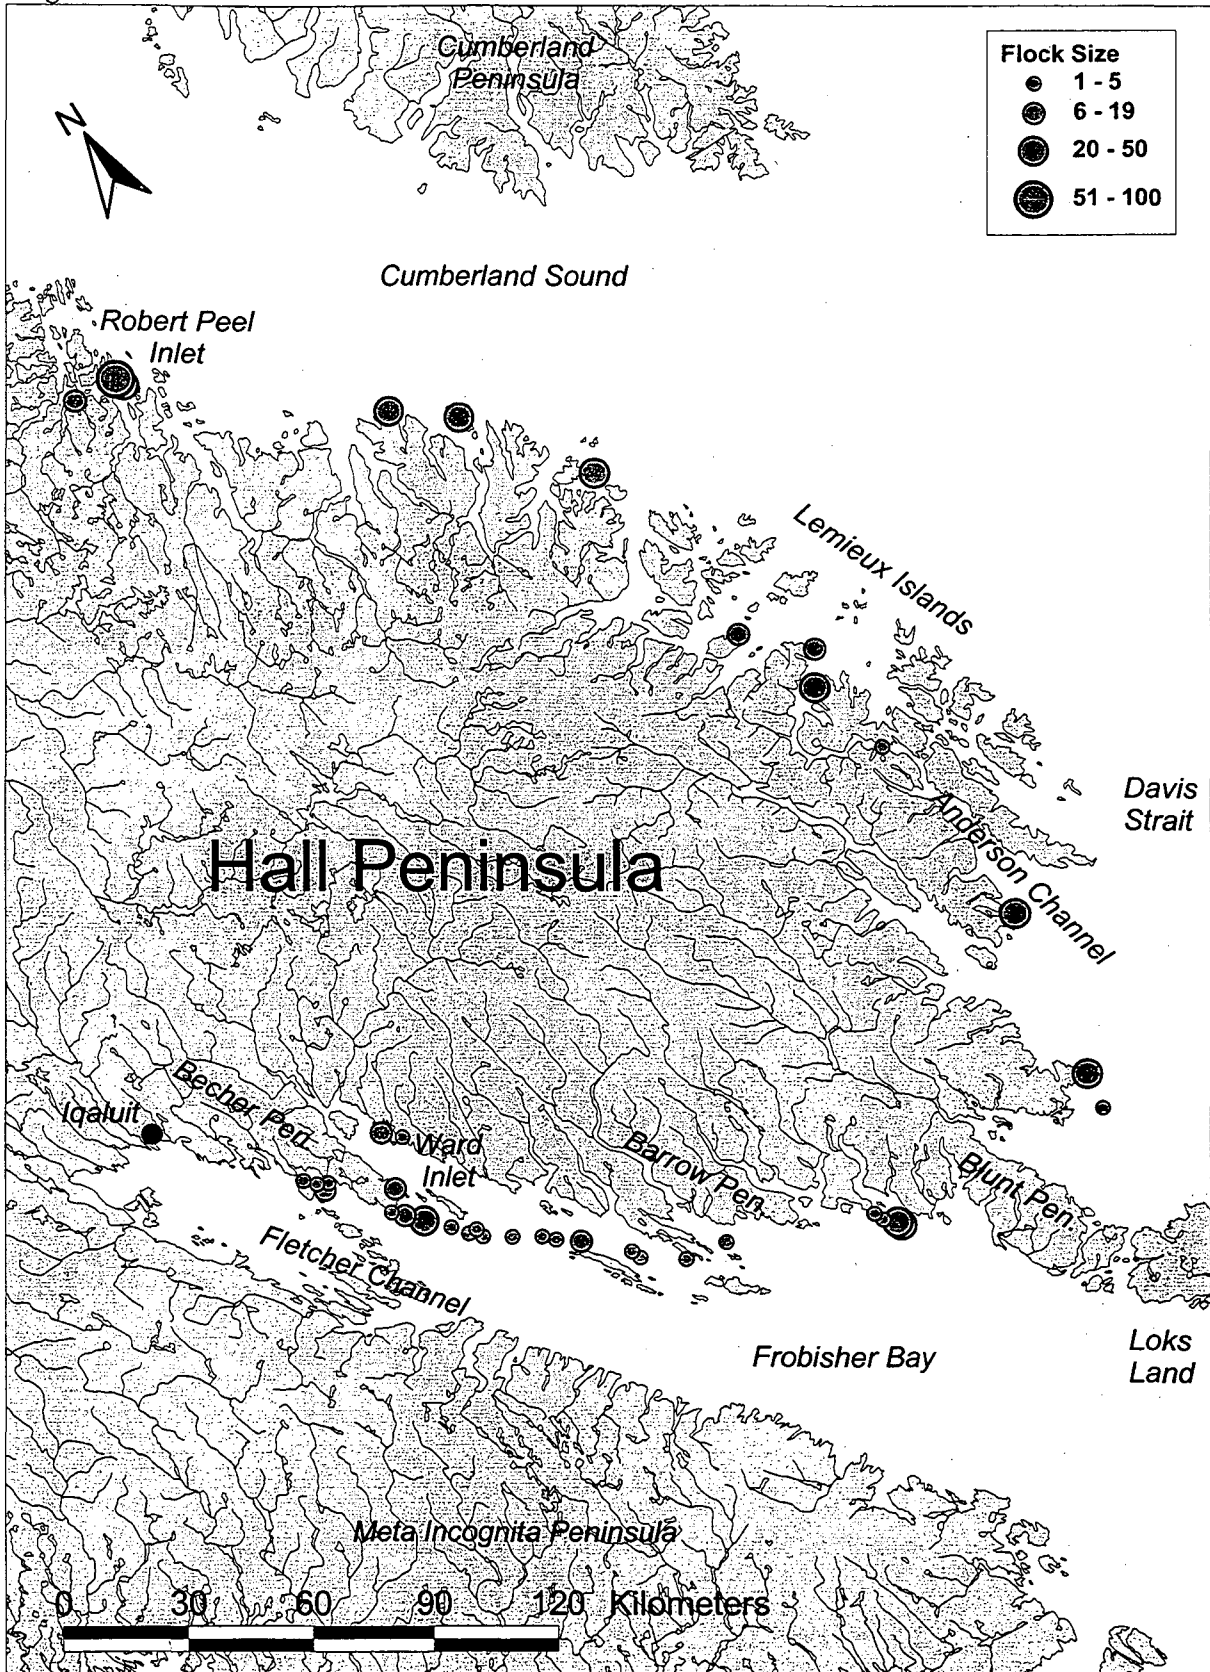 Cumberland
Peninsula
Flock Size
1 - 5
6 - 19
20 - 50
51 - 100
N
Cumberland Sound
Robert Peel
Inlet
Lemieux Islands
Davis
Strait
Anderson Channel
Hall Peninsula
Becher Pen.
Iqaluit
Ward
Inlet
Barrow Pen.
Blunt Pen.
Fletcher Channel
Loks
Land
Frobisher Bay
Meta Incognita Peninsula
0 30 60 90 120 Kilometers